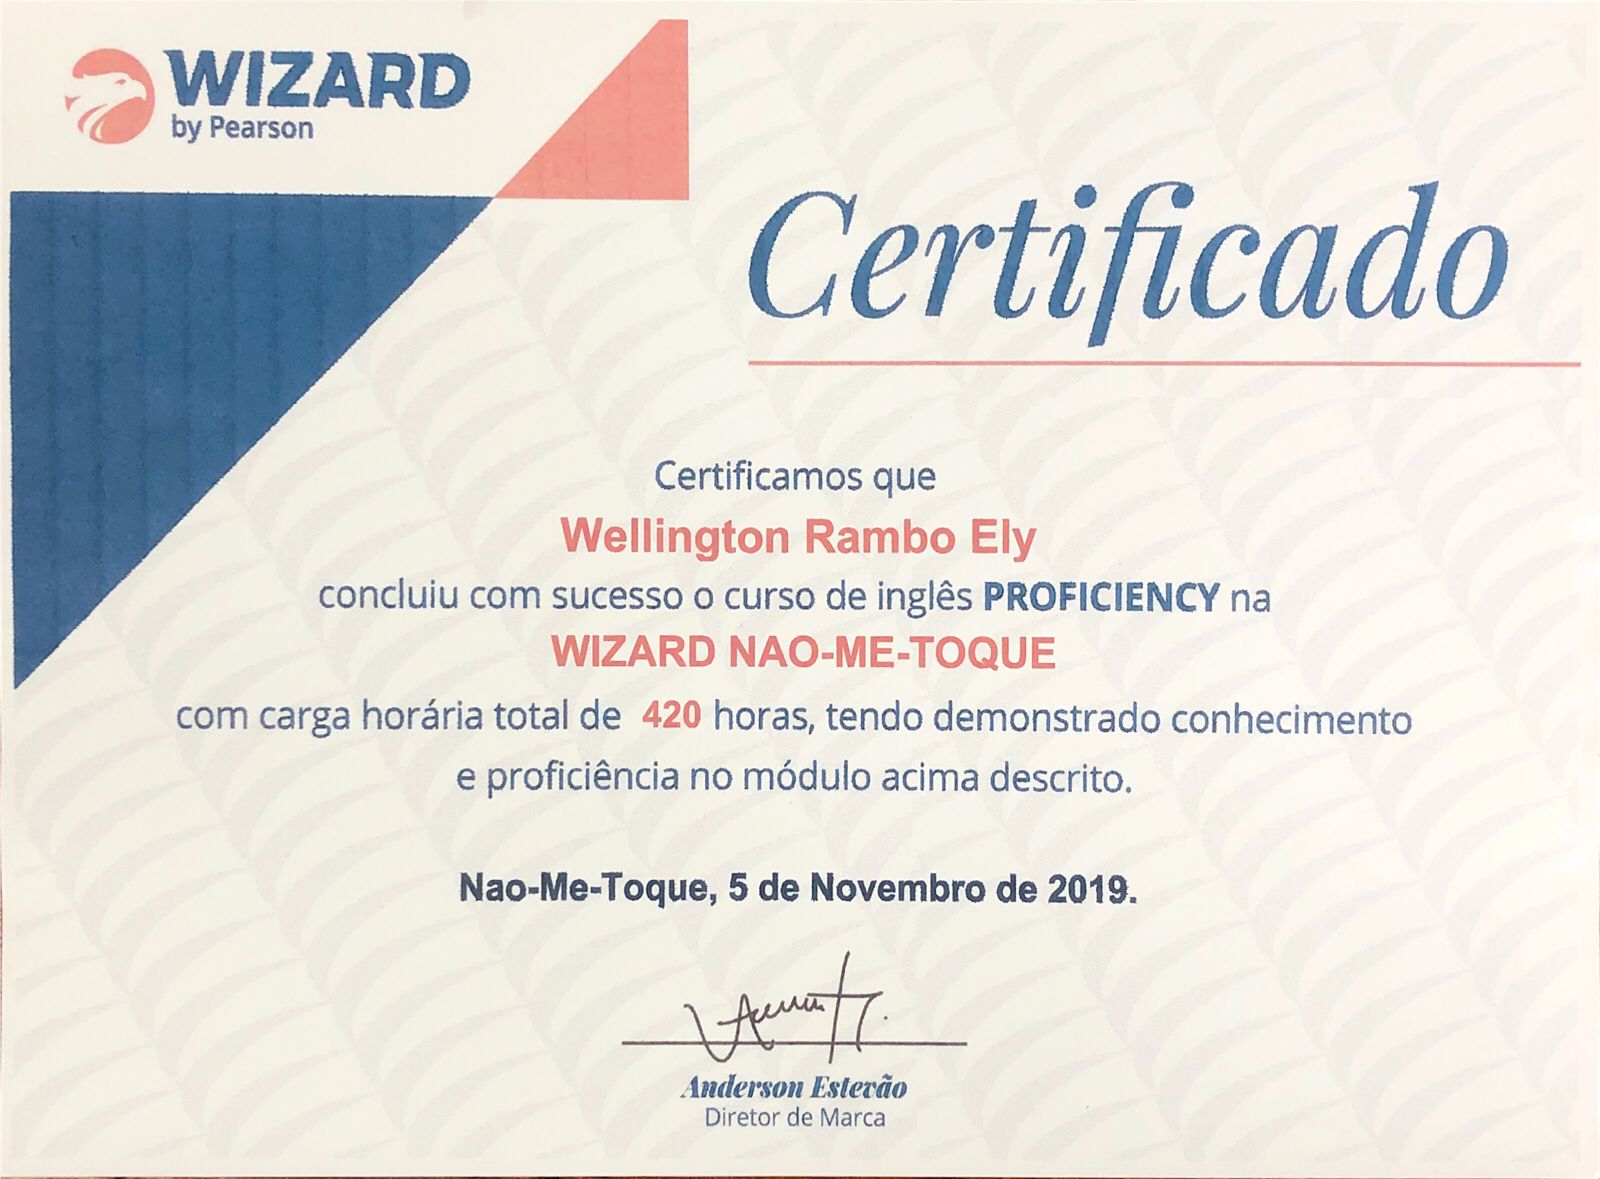 WIZARD
by Pearson
Certificado
Certificamos que
Wellington Rambo Ely
concluiu com sucesso o curso de inglês PROFICIENCY na
WIZARD NAO-ME-TOQUE
com carga horária total de 420 horas, tendo demonstrado conhecimento
e proficiência no módulo acima descrito.
Nao-Me-Toque, 5 de Novembro de 2019.
Anderson Estevão
Diretor de Marca